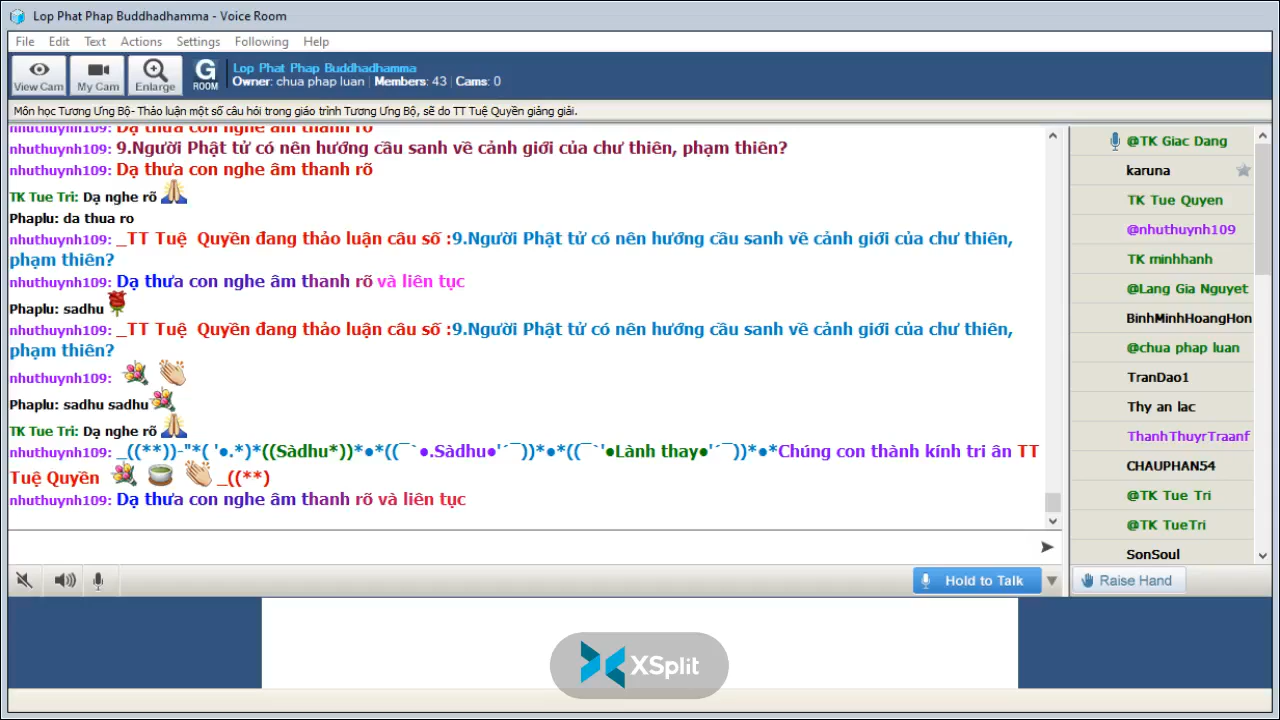 Lop Phat Phap Buddhadhamma - Voice Room
File Edit Text Actions Settings Following Help
View Cam My Cam Enlarge G ROOM
Lop Phat Phap Buddhadhamma
Owner: chua phap luan | Members: 43 | Cams: 0
Môn học Tương Ưng Bộ- Thảo luận một số câu hỏi trong giáo trình Tương Ưng Bộ, sẽ do TT Tuệ Quyền giảng giải.
nhuthuynh109: Dạ thưa con nghe âm thanh rõ
nhuthuynh109: 9.Người Phật tử có nên hướng cầu sanh về cảnh giới của chư thiên, phạm thiên?
nhuthuynh109: Dạ thưa con nghe âm thanh rõ
TK Tue Tri: Dạ nghe rõ
Phaplu: da thua ro
nhuthuynh109: _TT Tuệ Quyền đang thảo luận câu số :9.Người Phật tử có nên hướng cầu sanh về cảnh giới của chư thiên,
phạm thiên?
nhuthuynh109: Dạ thưa con nghe âm thanh rõ và liên tục
Phaplu: sadhu
nhuthuynh109: _TT Tuệ Quyền đang thảo luận câu số :9.Người Phật tử có nên hướng cầu sanh về cảnh giới của chư thiên,
phạm thiên?
nhuthuynh109:
Phaplu: sadhu sadhu
TK Tue Tri: Dạ nghe rõ
nhuthuynh109: _((**))-"*( '●.*)*((Sàdhu*))*●*((¯`●.Sàdhu●'´¯))*●*((¯`'●Lành thay●'´¯))*●*Chúng con thành kính tri ân TT
Tuệ Quyền _((**)
nhuthuynh109: Dạ thưa con nghe âm thanh rõ và liên tục
@TK Giac Dang
karuna
TK Tue Quyen
@nhuthuynh109
TK minhhanh
@Lang Gia Nguyet
BinhMinhHoangHon
@chua phap luan
TranDao1
Thy an lac
ThanhThuyrTraanf
CHAUPHAN54
@TK Tue Tri
@TK TueTri
SonSoul
Hold to Talk
Raise Hand
XSplit